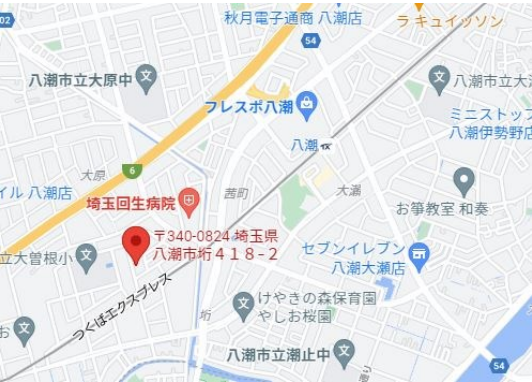 02
秋月電子通商 八潮店
ラ キュイッソン
54
八潮市立大原中
八潮市立大
フレスポ八潮
ミニストップ
八潮伊勢野店
八潮
6
大原
イル 八潮店
埼玉回生病院
茜町
大瀬
お箏教室 和奏
〒340-0824 埼玉県
八潮市垳418-2
立大曽根小
セブンイレブン
八潮大瀬店
つくばエクスプレス
けやきの森保育園
やしお桜園
垳
お
八潮市立潮止中
54